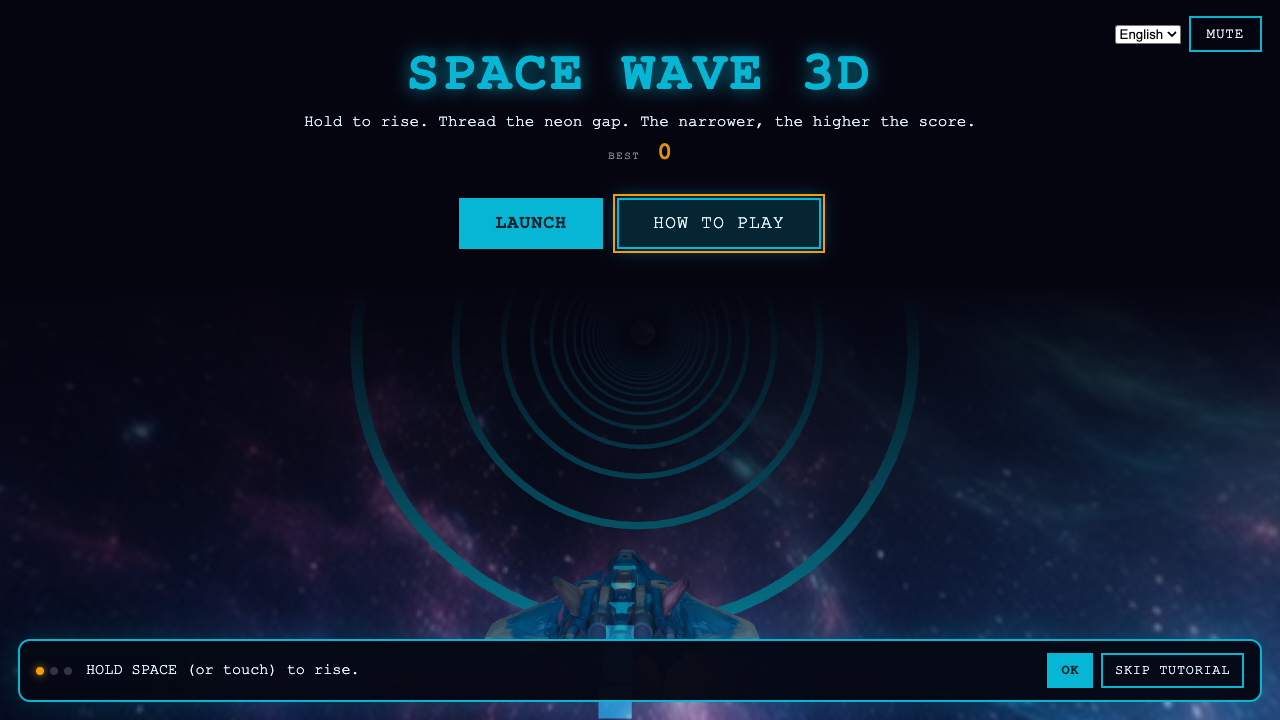 English
MUTE
SPACE WAVE 3D
Hold to rise. Thread the neon gap. The narrower, the higher the score.
BEST 0
LAUNCH
HOW TO PLAY
HOLD SPACE (or touch) to rise.
OK
SKIP TUTORIAL